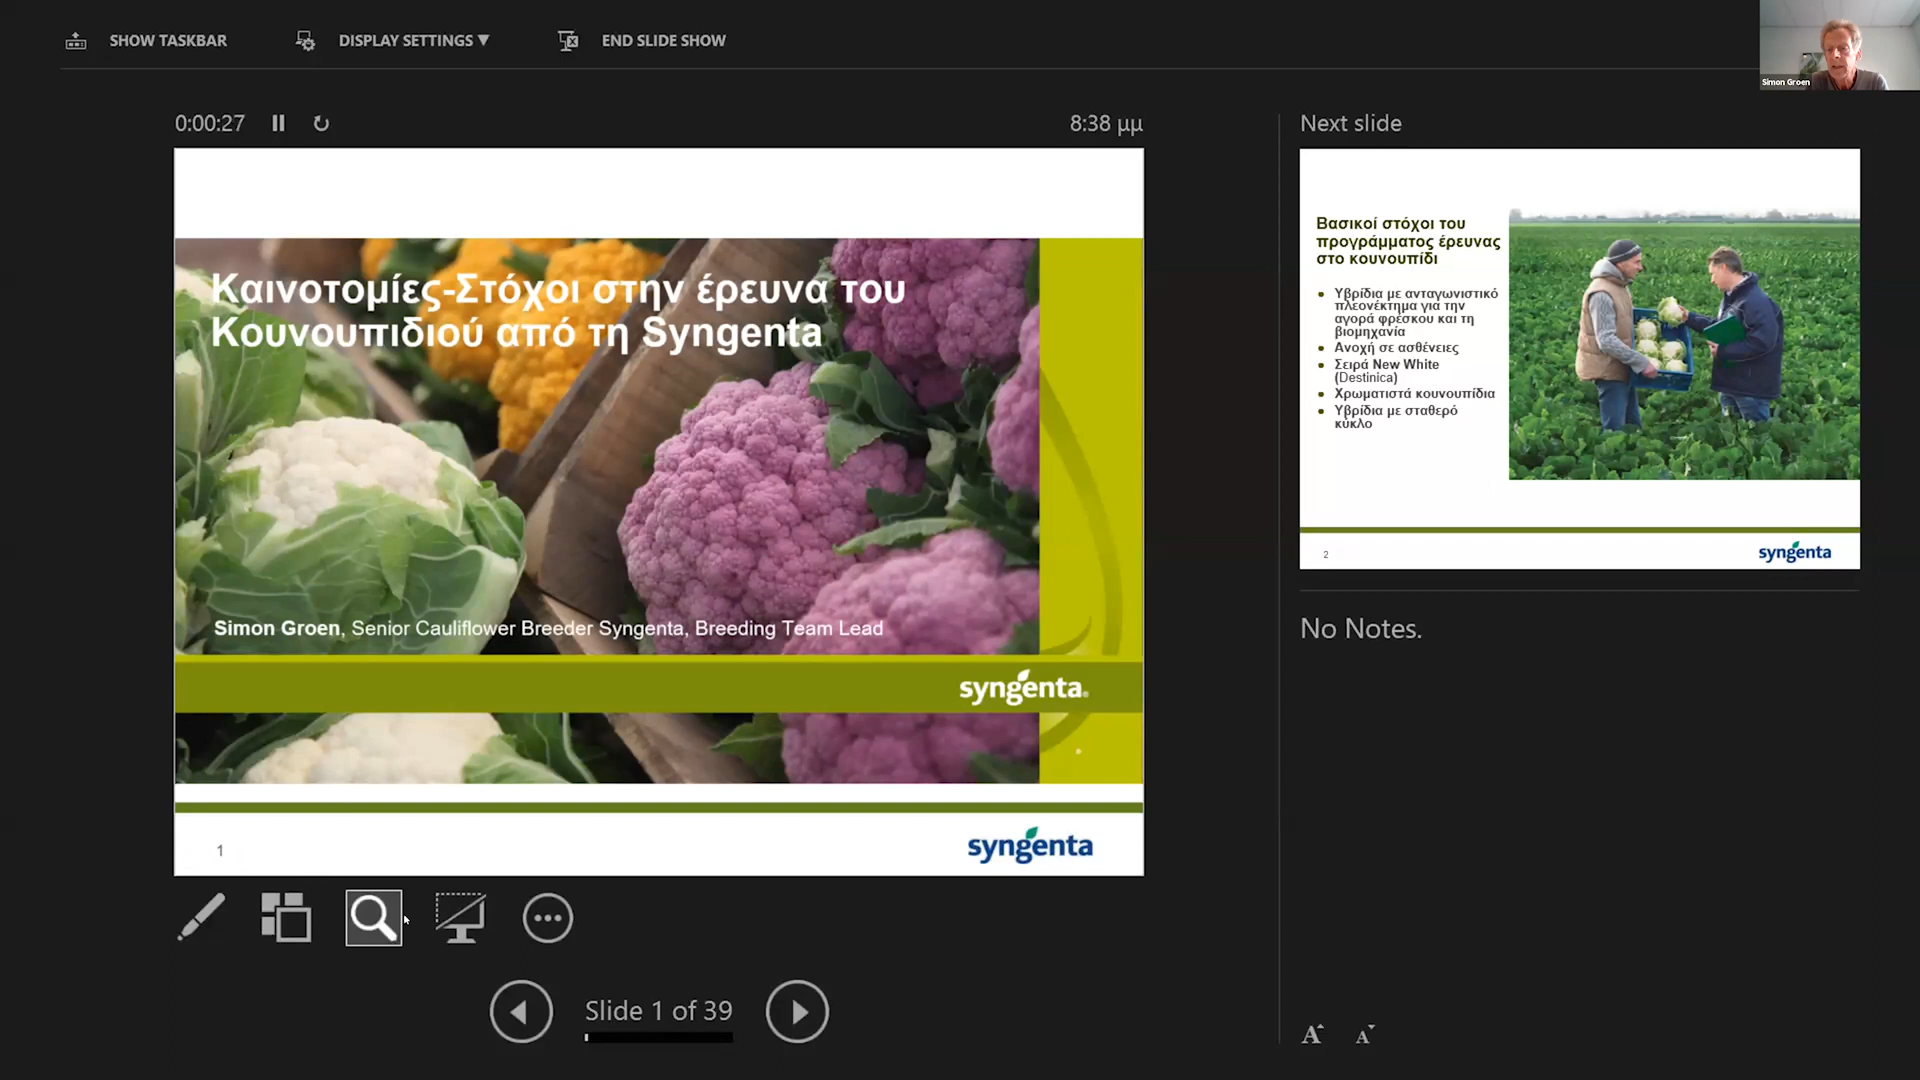 SHOW TASKBAR
DISPLAY SETTINGS ▼
END SLIDE SHOW
Simon Groen
0:00:27
8:38 μμ
Καινοτομίες-Στόχοι στην έρευνα του
Κουνουπιδιού από τη Syngenta
Simon Groen, Senior Cauliflower Breeder Syngenta, Breeding Team Lead
syngenta
1
syngenta
Slide 1 of 39
Next slide
Βασικοί στόχοι του
προγράμματος έρευνας
στο κουνουπίδι
• Υβρίδια με ανταγωνιστικό
πλεονέκτημα για την
αγορά φρέσκου και τη
βιομηχανία
• Ανοχή σε ασθένειες
• Σειρά New White
(Destinica)
• Χρωματιστά κουνουπίδια
• Υβρίδια με σταθερό
κύκλο
2
syngenta
No Notes.
A A